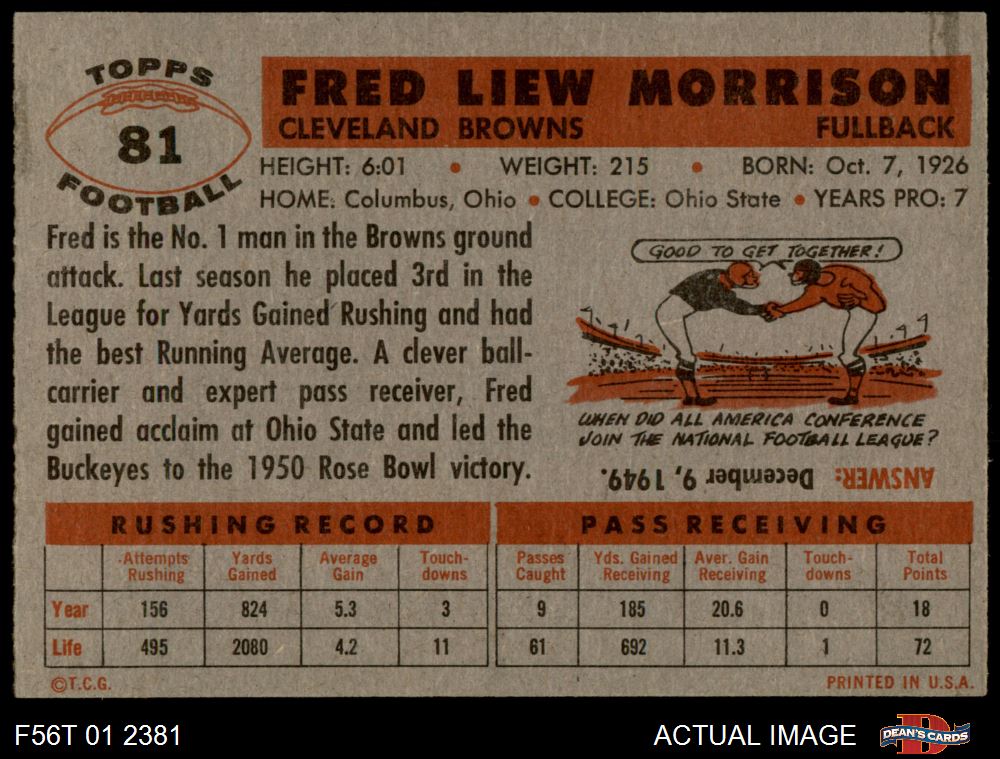 TOPPS
81
FOOTBALL
FRED LIEW MORRISON
CLEVELAND BROWNS FULLBACK
HEIGHT: 6:01 • WEIGHT: 215 • BORN: Oct. 7, 1926
HOME: Columbus, Ohio • COLLEGE: Ohio State • YEARS PRO: 7
Fred is the No. 1 man in the Browns ground
attack. Last season he placed 3rd in the
League for Yards Gained Rushing and had
the best Running Average. A clever ball-
carrier and expert pass receiver, Fred
gained acclaim at Ohio State and led the
Buckeyes to the 1950 Rose Bowl victory.
GOOD TO GET TOGETHER!
WHEN DID ALL AMERICA CONFERENCE
JOIN THE NATIONAL FOOTBALL LEAGUE?
ANSWER: December 9, 1949.
RUSHING RECORD
Attempts Rushing Yards Gained Average Gain Touch-downs
Year 156 824 5.3 3
Life 495 2080 4.2 11
PASS RECEIVING
Passes Caught Yds. Gained Receiving Aver. Gain Receiving Touch-downs Total Points
9 185 20.6 0 18
61 692 11.3 1 72
©T.C.G. PRINTED IN U.S.A.
F56T 01 2381 ACTUAL IMAGE
DEAN'S CARDS